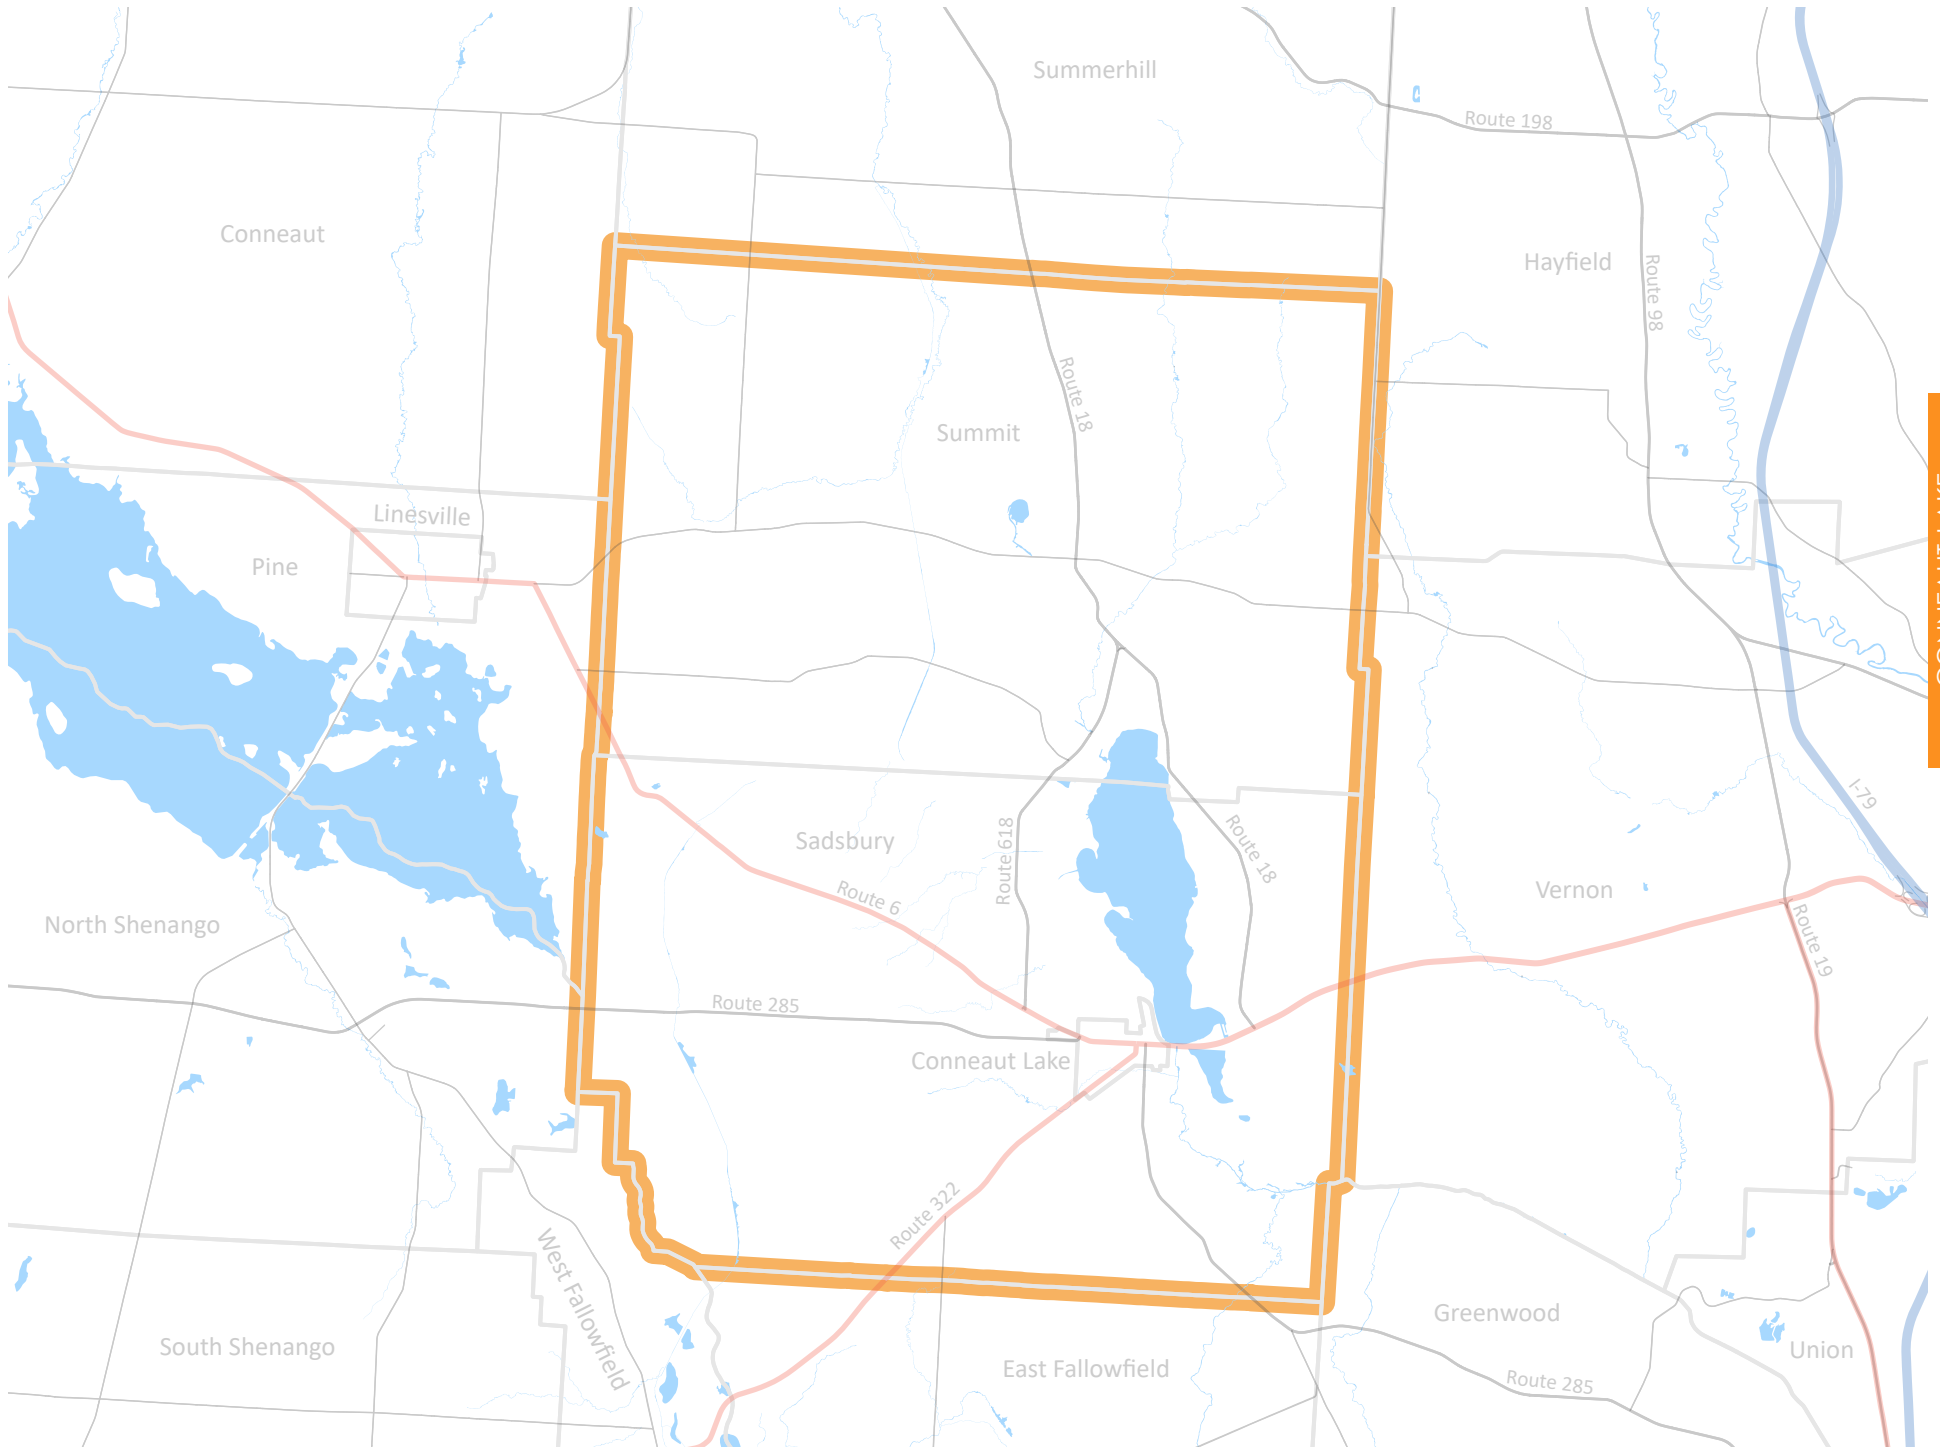 Summerhill
Route 198
Conneaut
Hayfield
Route 98
Route 18
Summit
Linesville
Pine
I-79
Sadsbury
Route 618
Route 18
Route 6
Vernon
North Shenango
Route 19
Route 285
Conneaut Lake
Route 322
West Fallowfield
Greenwood
South Shenango
Union
East Fallowfield
Route 285